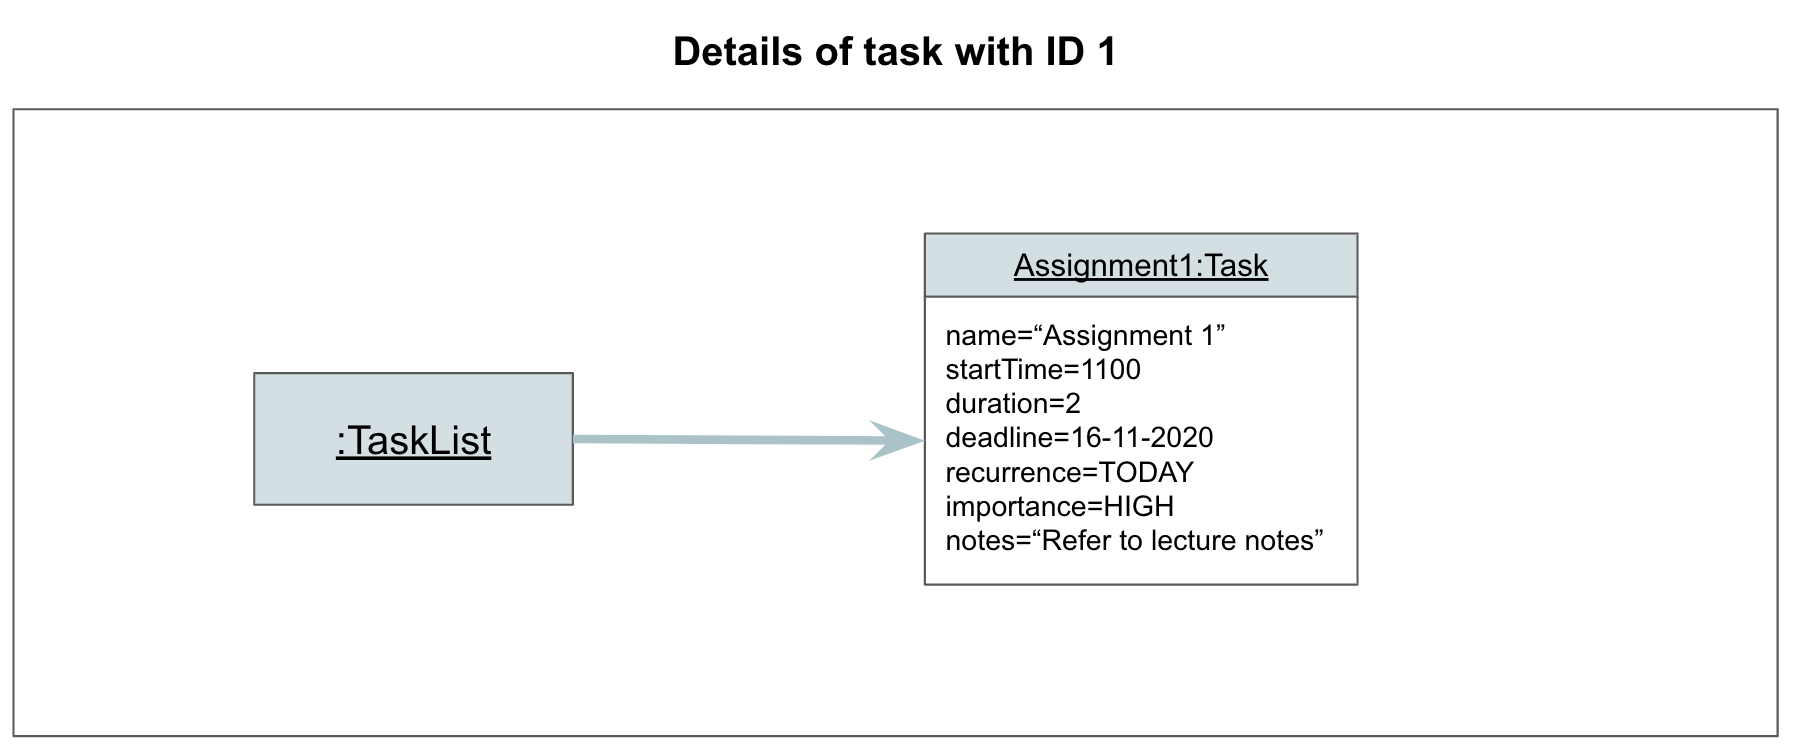 Details of task with ID 1
:TaskList
Assignment1:Task
name=“Assignment 1”
startTime=1100
duration=2
deadline=16-11-2020
recurrence=TODAY
importance=HIGH
notes=“Refer to lecture notes”